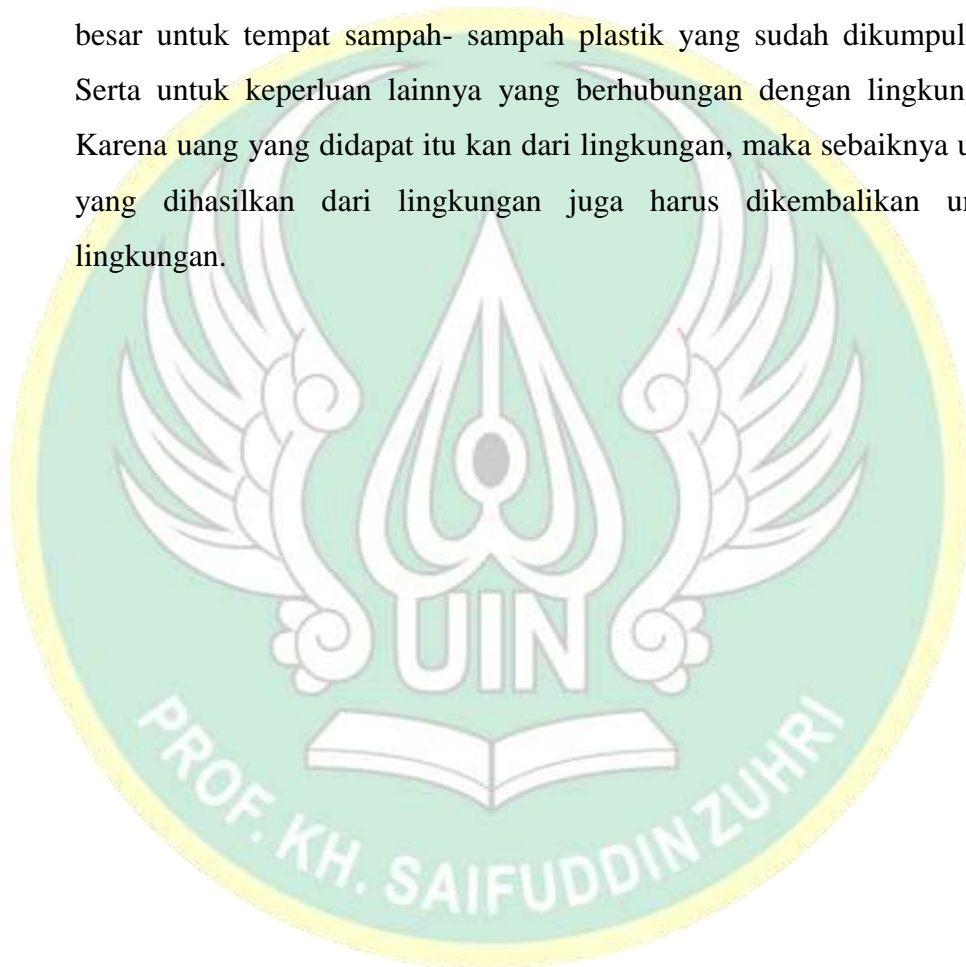 besar untuk tempat sampah- sampah plastik yang sudah dikumpul
Serta untuk keperluan lainnya yang berhubungan dengan lingkun
Karena uang yang didapat itu kan dari lingkungan, maka sebaiknya u
yang dihasilkan dari lingkungan juga harus dikembalikan un
lingkungan.
UIN
PROF. KH. SAIFUDDIN ZUHRI